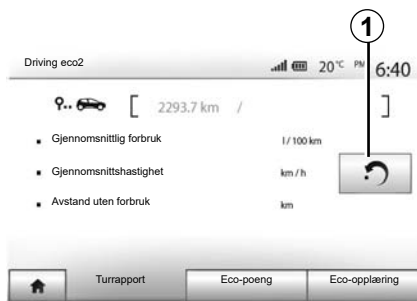 1
Driving eco2
20°C PM 6:40
[ 2293.7 km / ]
Gjennomsnittlig forbruk l / 100 km
Gjennomsnittshastighet km / h
Avstand uten forbruk km
Turrapport Eco-poeng Eco-opplæring